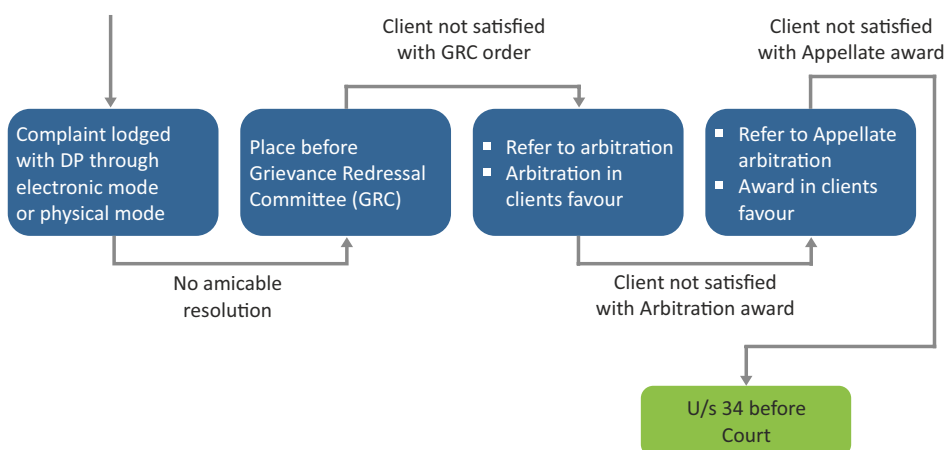 Complaint lodged
with DP through
electronic mode
or physical mode
No amicable
resolution
Place before
Grievance Redressal
Committee (GRC)
Client not satisfied
with GRC order
▪ Refer to arbitration
▪ Arbitration in
clients favour
Client not satisfied
with Arbitration award
▪ Refer to Appellate
arbitration
▪ Award in clients
favour
Client not satisfied
with Appellate award
U/s 34 before
Court